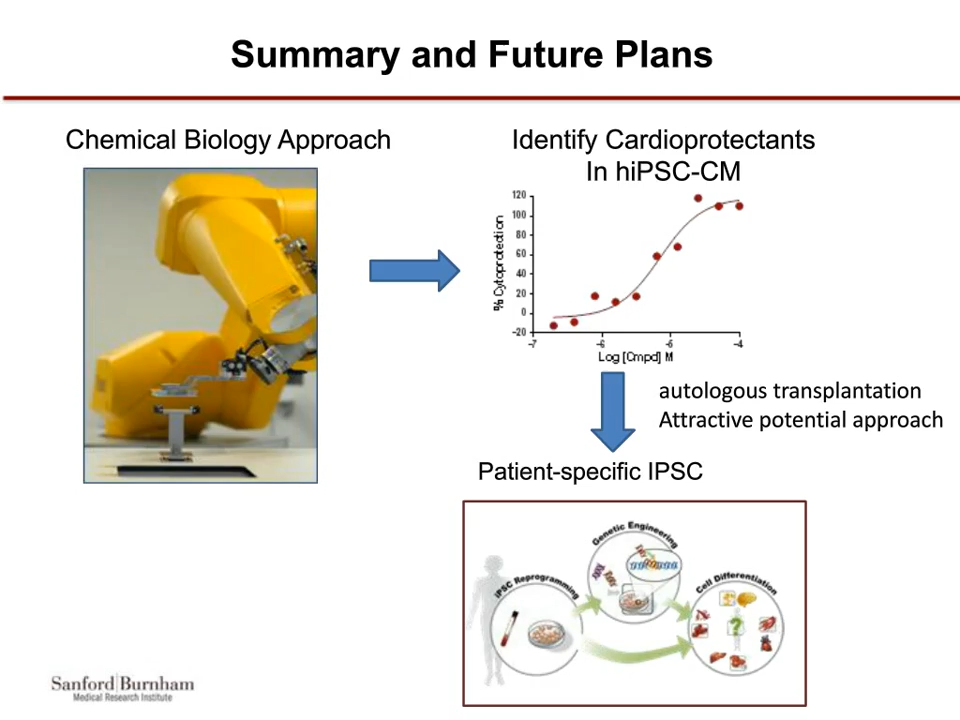 Summary and Future Plans
Chemical Biology Approach
Identify Cardioprotectants
In hiPSC-CM
% Cytoprotection
120
100
80
60
40
20
0
-20
-7
-6
-5
-4
Log [Cmpd] M
autologous transplantation
Attractive potential approach
Patient-specific IPSC
Genetic Engineering
iPSC Reprogramming
Cell Differentiation
?
Sanford|Burnham
Medical Research Institute